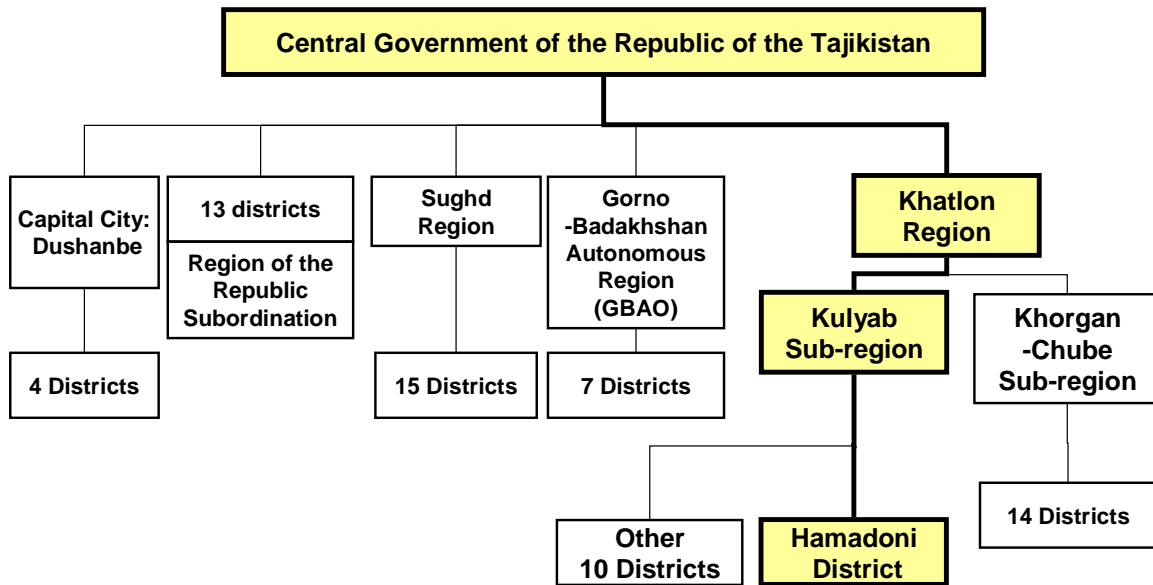 Central Government of the Republic of the Tajikistan
Capital City:
Dushanbe
13 districts
Region of the
Republic
Subordination
Sughd
Region
Gorno
-Badakhshan
Autonomous
Region
(GBAO)
Khatlon
Region
Kulyab
Sub-region
Khorgan
-Chube
Sub-region
4 Districts
15 Districts
7 Districts
Other
10 Districts
Hamadoni
District
14 Districts